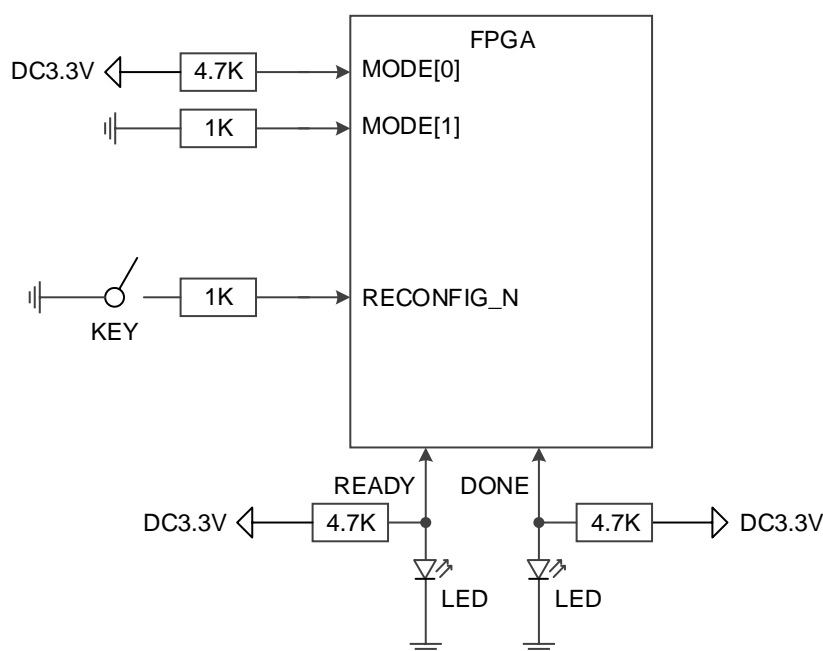 FPGA
DC3.3V
4.7K
MODE[0]
1K
MODE[1]
KEY
1K
RECONFIG_N
READY
DONE
DC3.3V
4.7K
4.7K
DC3.3V
LED
LED